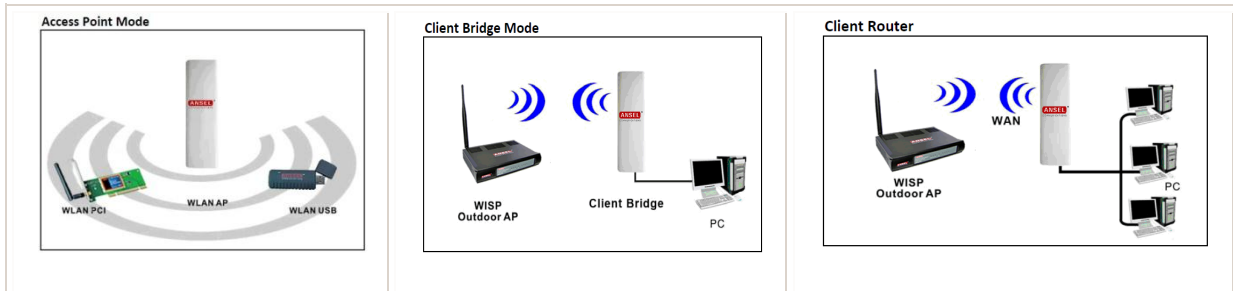 Access Point Mode
ANSEL
WLAN PCI
WLAN AP
WLAN USB
Client Bridge Mode
ANSEL
WISP
Outdoor AP
Client Bridge
PC
Client Router
ANSEL
WAN
WISP
Outdoor AP
PC